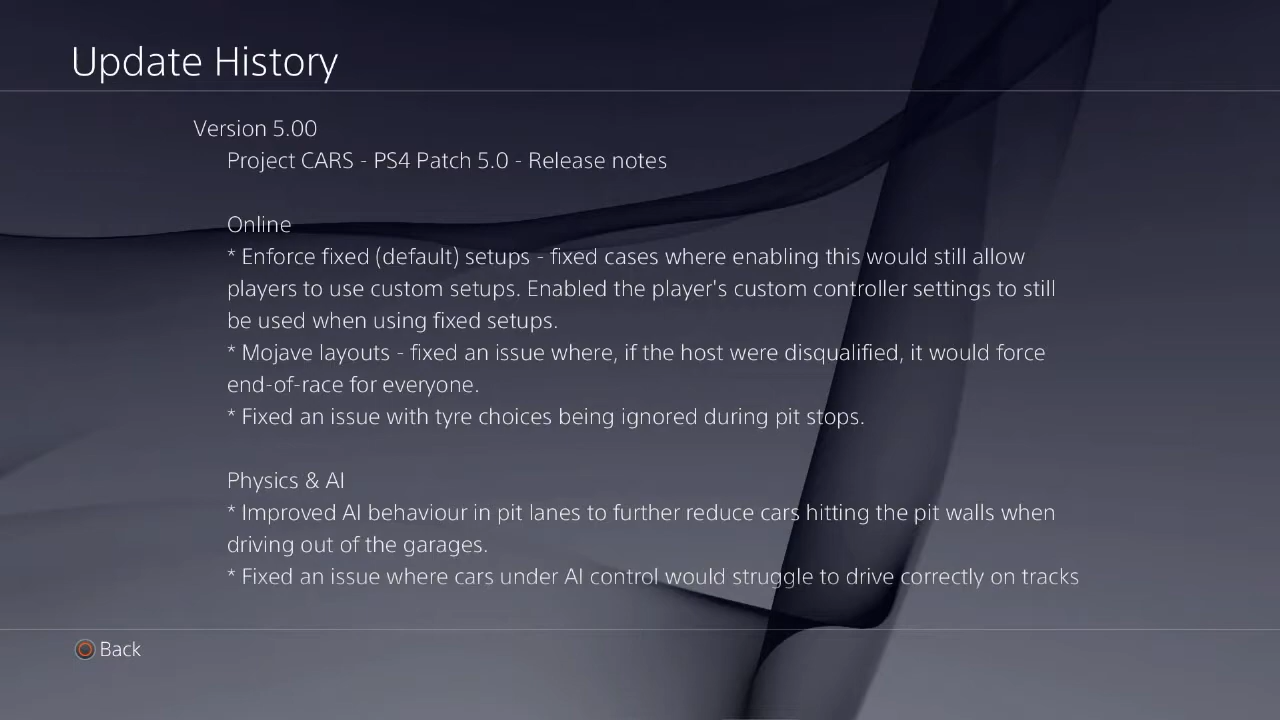 Update History
Version 5.00
Project CARS - PS4 Patch 5.0 - Release notes
Online
* Enforce fixed (default) setups - fixed cases where enabling this would still allow
players to use custom setups. Enabled the player's custom controller settings to still
be used when using fixed setups.
* Mojave layouts - fixed an issue where, if the host were disqualified, it would force
end-of-race for everyone.
* Fixed an issue with tyre choices being ignored during pit stops.
Physics & AI
* Improved AI behaviour in pit lanes to further reduce cars hitting the pit walls when
driving out of the garages.
* Fixed an issue where cars under AI control would struggle to drive correctly on tracks
Back